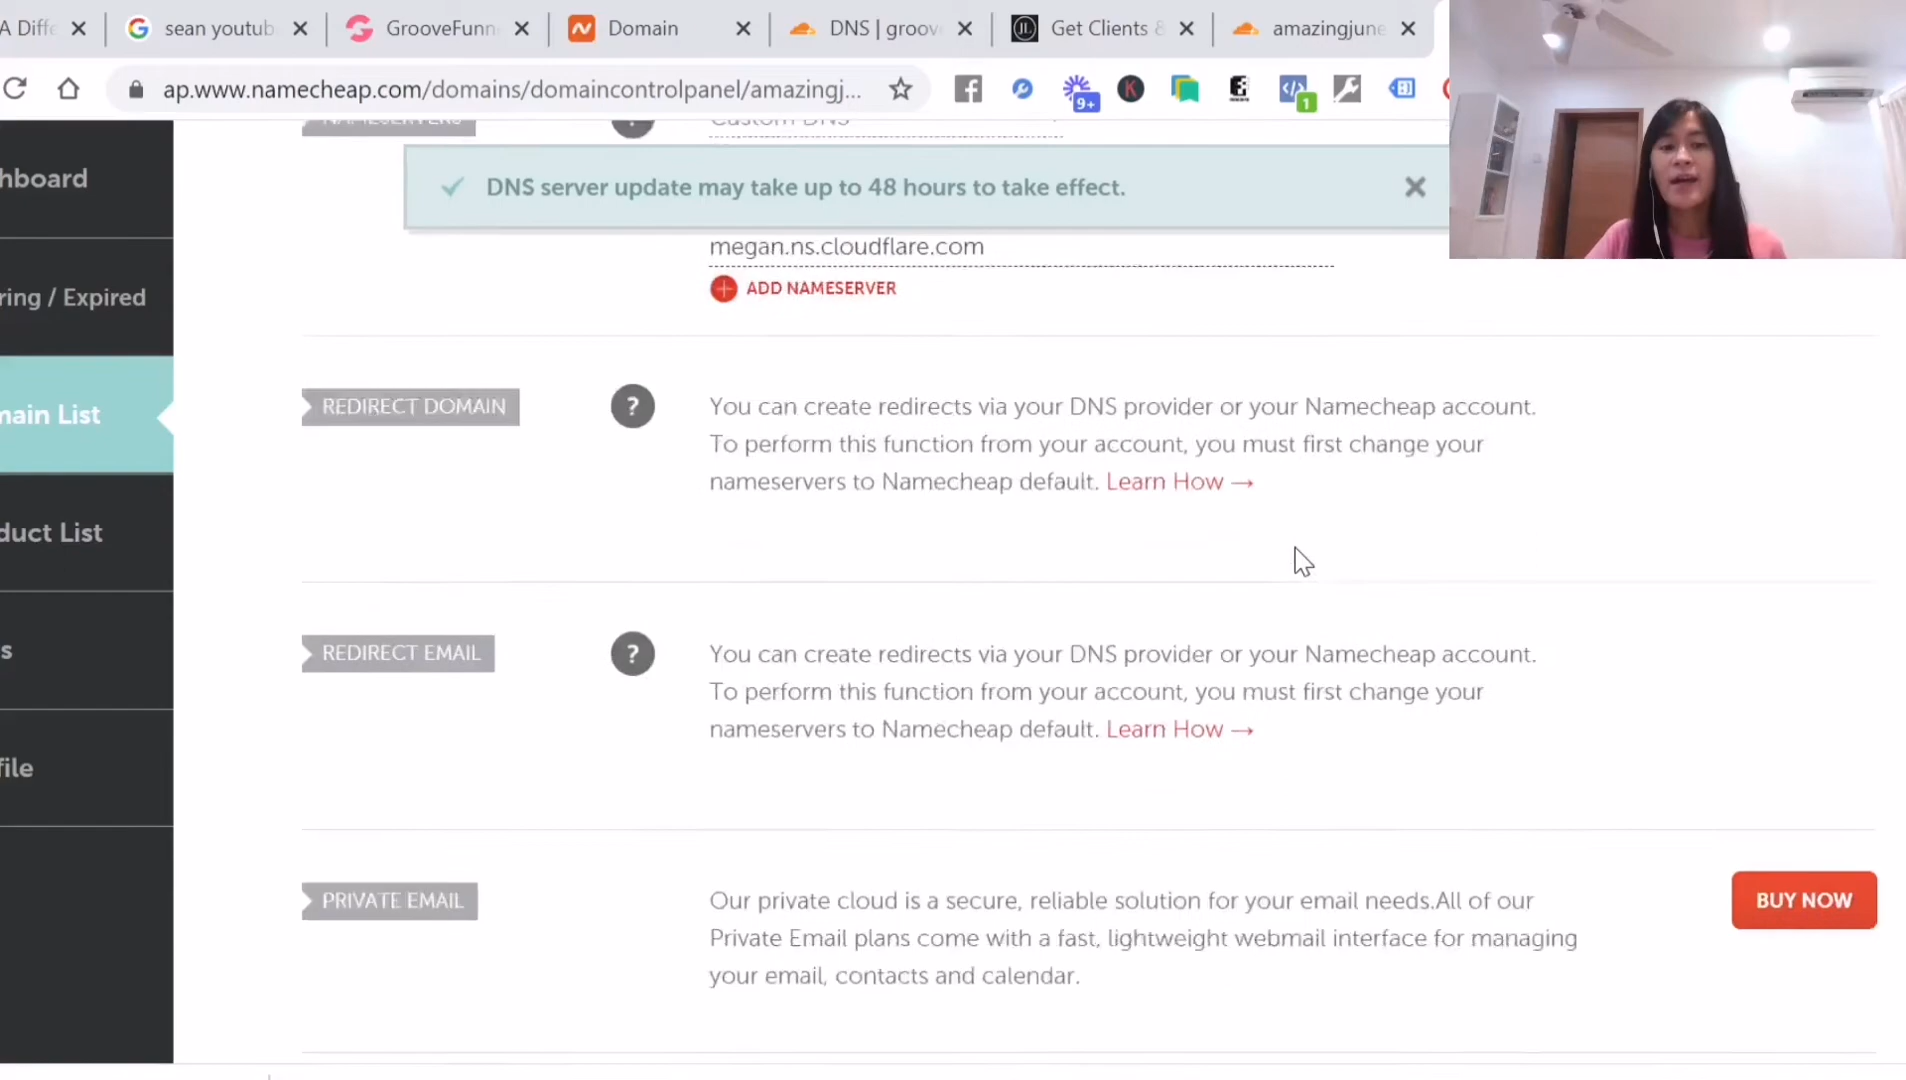 A Diffe
sean youtub
GrooveFunn
Domain
DNS | groov
Get Clients &
amazingjune
ap.www.namecheap.com/domains/domaincontrolpanel/amazingj...
9+
K
1
NAMESERVERS
?
Custom DNS
DNS server update may take up to 48 hours to take effect.
megan.ns.cloudflare.com
ADD NAMESERVER
hboard
ring / Expired
main List
duct List
s
file
REDIRECT DOMAIN
?
You can create redirects via your DNS provider or your Namecheap account.
To perform this function from your account, you must first change your
nameservers to Namecheap default. Learn How →
REDIRECT EMAIL
?
You can create redirects via your DNS provider or your Namecheap account.
To perform this function from your account, you must first change your
nameservers to Namecheap default. Learn How →
PRIVATE EMAIL
Our private cloud is a secure, reliable solution for your email needs.All of our
Private Email plans come with a fast, lightweight webmail interface for managing
your email, contacts and calendar.
BUY NOW